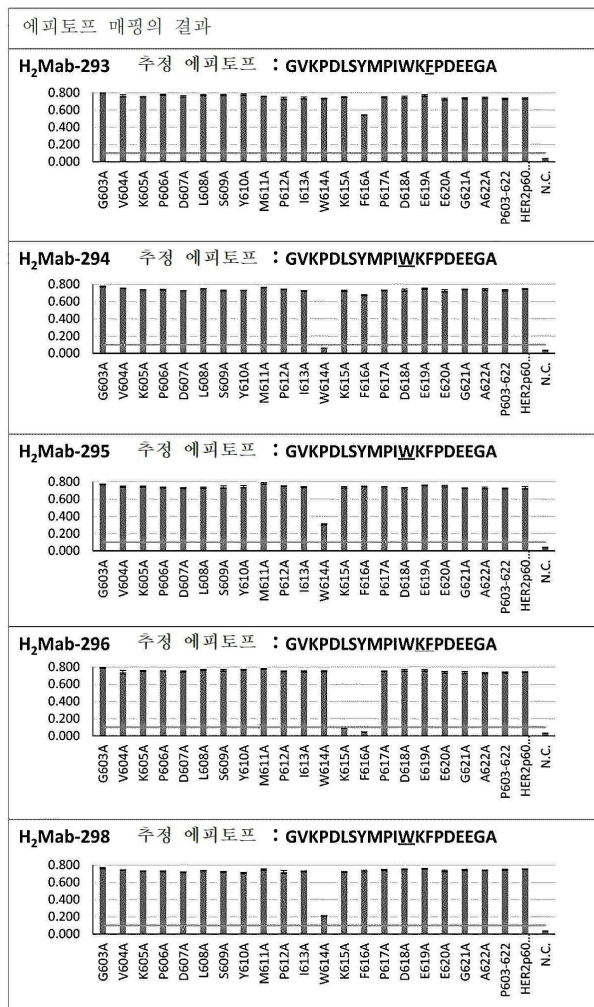 에피토프 매핑의 결과
H2Mab-293 추정 에피토프 : GVKPDLSYMPIWKFPDEEGA
0.800
0.600
0.400
0.200
0.000
G603A V604A K605A P606A D607A L608A S609A Y610A M611A P612A I613A W614A K615A F616A P617A D618A E619A E620A G621A A622A P603-622 HER2p60... N.C.
H2Mab-294 추정 에피토프 : GVKPDLSYMPIWKFPDEEGA
0.800
0.600
0.400
0.200
0.000
G603A V604A K605A P606A D607A L608A S609A Y610A M611A P612A I613A W614A K615A F616A P617A D618A E619A E620A G621A A622A P603-622 HER2p60... N.C.
H2Mab-295 추정 에피토프 : GVKPDLSYMPIWKFPDEEGA
0.800
0.600
0.400
0.200
0.000
G603A V604A K605A P606A D607A L608A S609A Y610A M611A P612A I613A W614A K615A F616A P617A D618A E619A E620A G621A A622A P603-622 HER2p60... N.C.
H2Mab-296 추정 에피토프 : GVKPDLSYMPIWKFPDEEGA
0.800
0.600
0.400
0.200
0.000
G603A V604A K605A P606A D607A L608A S609A Y610A M611A P612A I613A W614A K615A F616A P617A D618A E619A E620A G621A A622A P603-622 HER2p60... N.C.
H2Mab-298 추정 에피토프 : GVKPDLSYMPIWKFPDEEGA
0.800
0.600
0.400
0.200
0.000
G603A V604A K605A P606A D607A L608A S609A Y610A M611A P612A I613A W614A K615A F616A P617A D618A E619A E620A G621A A622A P603-622 HER2p60... N.C.